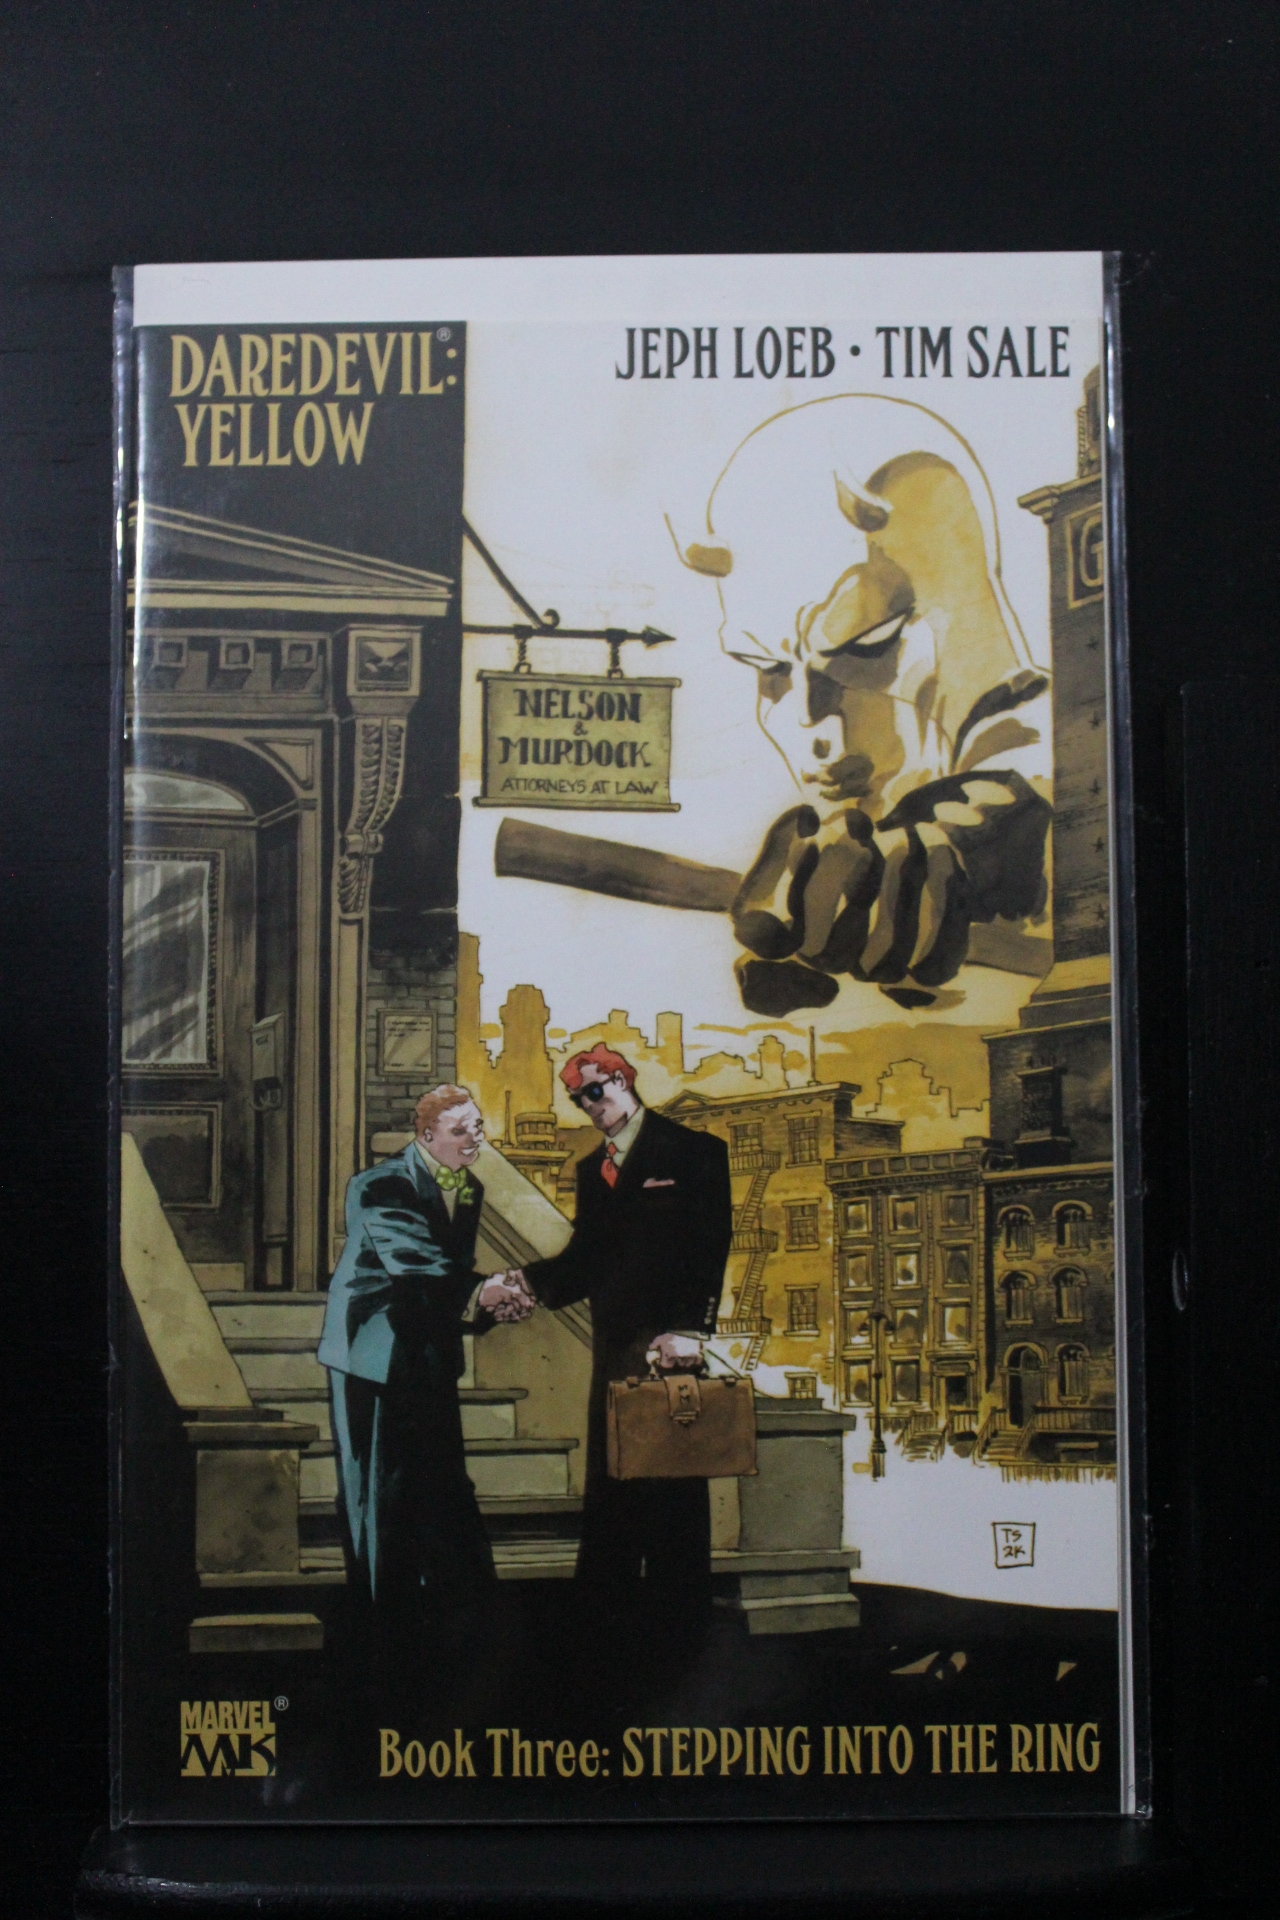 DAREDEVIL:®
YELLOW
JEPH LOEB • TIM SALE
G
NELSON
&
MURDOCK
ATTORNEYS AT LAW
M
M
TS
2K
MARVEL®
MK
Book Three: STEPPING INTO THE RING